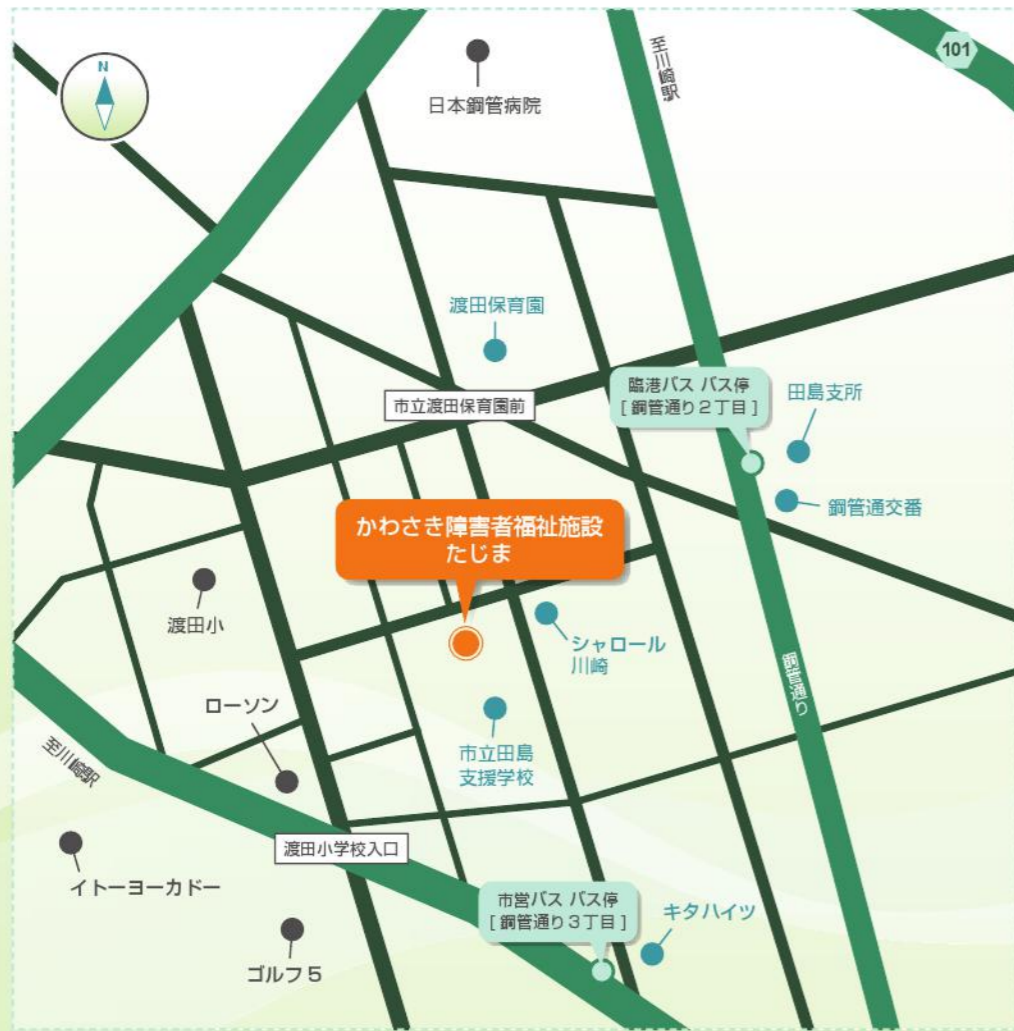 N
101
至川崎駅
日本鋼管病院
渡田保育園
臨港バス バス停
[ 鋼管通り２丁目 ]
田島支所
市立渡田保育園前
鋼管通交番
かわさき障害者福祉施設
たじま
渡田小
シャロール
川崎
鋼管通り
ローソン
市立田島
支援学校
至川崎駅
渡田小学校入口
イトーヨーカドー
市営バス バス停
[ 鋼管通り３丁目 ]
キタハイツ
ゴルフ５